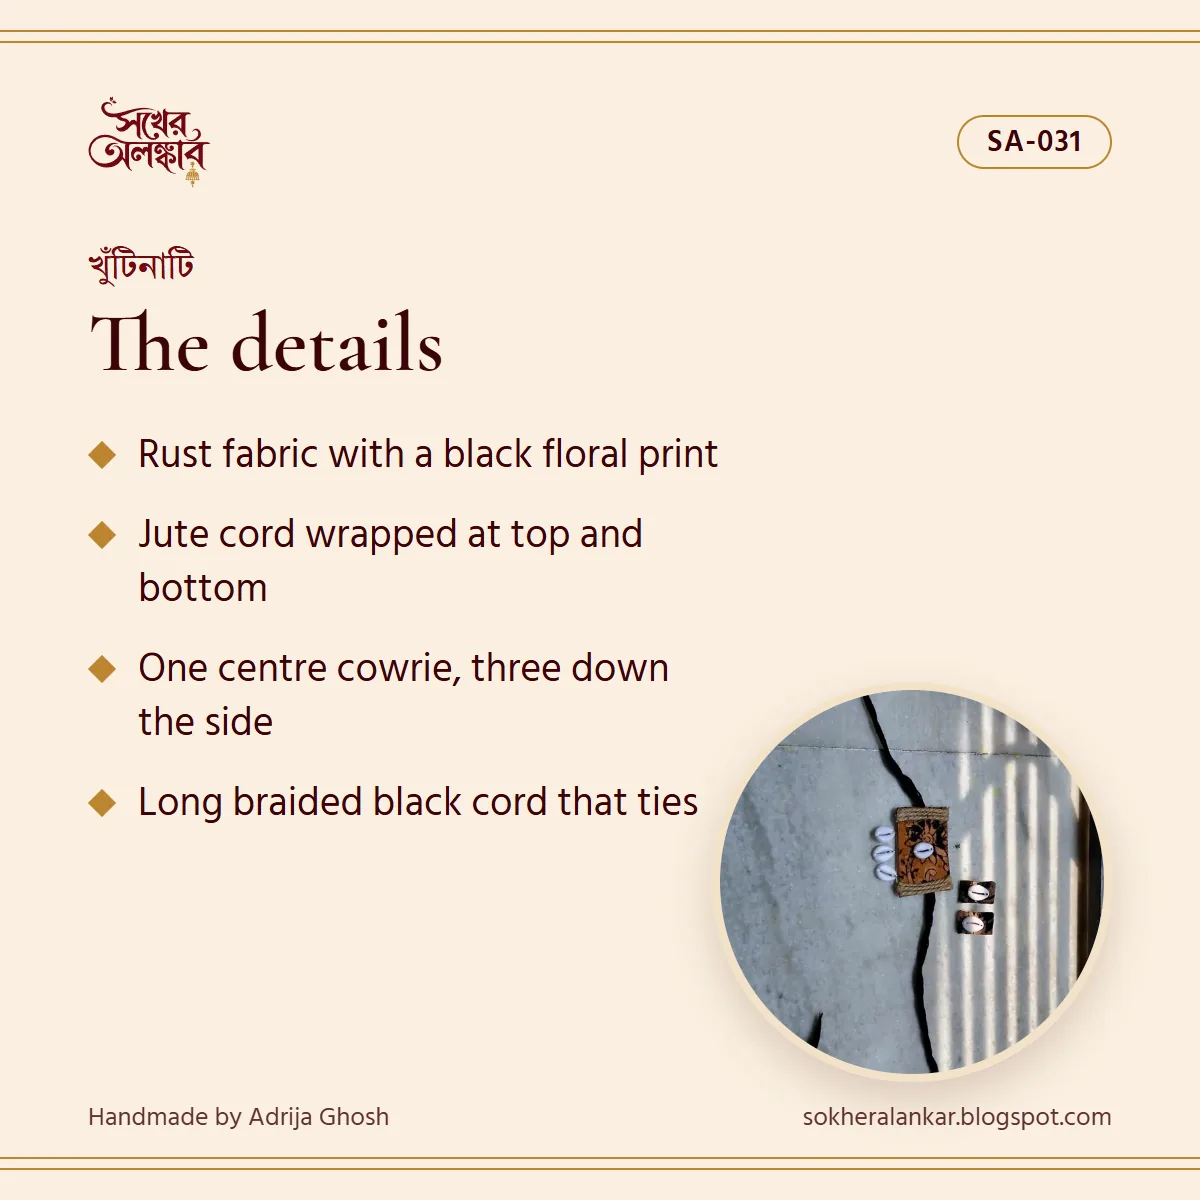 সখের
অলঙ্কার
SA-031
খুঁটিনাটি
The details
Rust fabric with a black floral print
Jute cord wrapped at top and
bottom
One centre cowrie, three down
the side
Long braided black cord that ties
Handmade by Adrija Ghosh
sokheralankar.blogspot.com